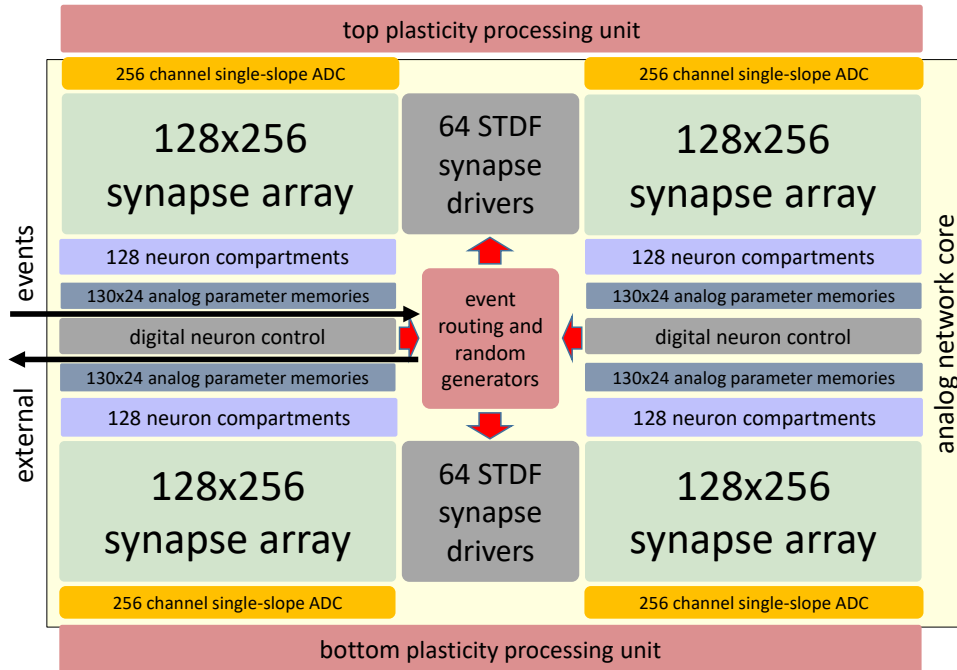 top plasticity processing unit
256 channel single-slope ADC
256 channel single-slope ADC
128x256
synapse array
64 STDF
synapse
drivers
128x256
synapse array
128 neuron compartments
128 neuron compartments
130x24 analog parameter memories
130x24 analog parameter memories
digital neuron control
digital neuron control
130x24 analog parameter memories
130x24 analog parameter memories
128 neuron compartments
128 neuron compartments
event
routing and
random
generators
events
external
analog network core
128x256
synapse array
64 STDF
synapse
drivers
128x256
synapse array
256 channel single-slope ADC
256 channel single-slope ADC
bottom plasticity processing unit